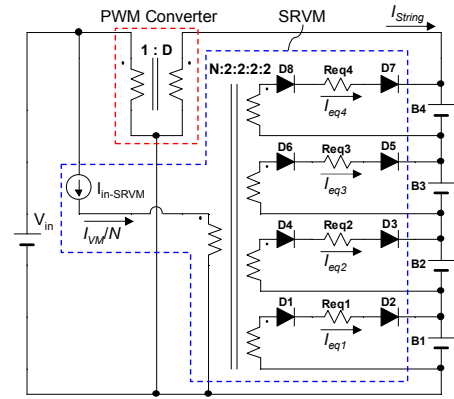 PWM Converter
SRVM
I_String
1 : D
N:2:2:2:2
D8
Req4
D7
I_eq4
B4
D6
Req3
D5
I_eq3
B3
I_in-SRVM
V_in
I_VM/N
D4
Req2
D3
I_eq2
B2
D1
Req1
D2
I_eq1
B1